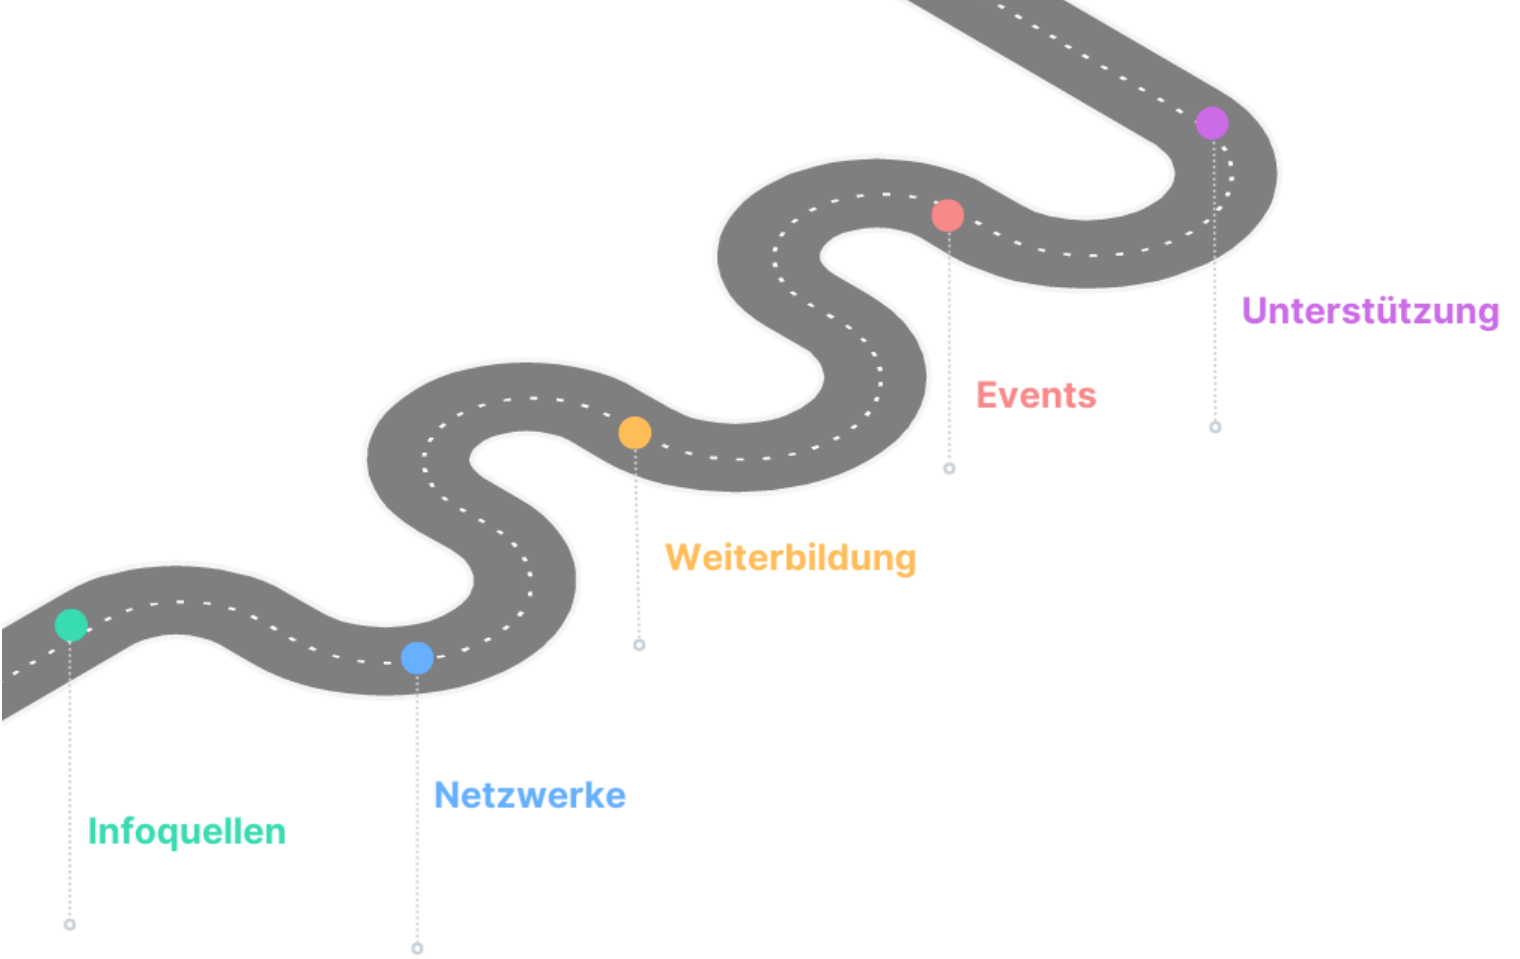 Unterstützung
Events
Weiterbildung
Netzwerke
Infoquellen